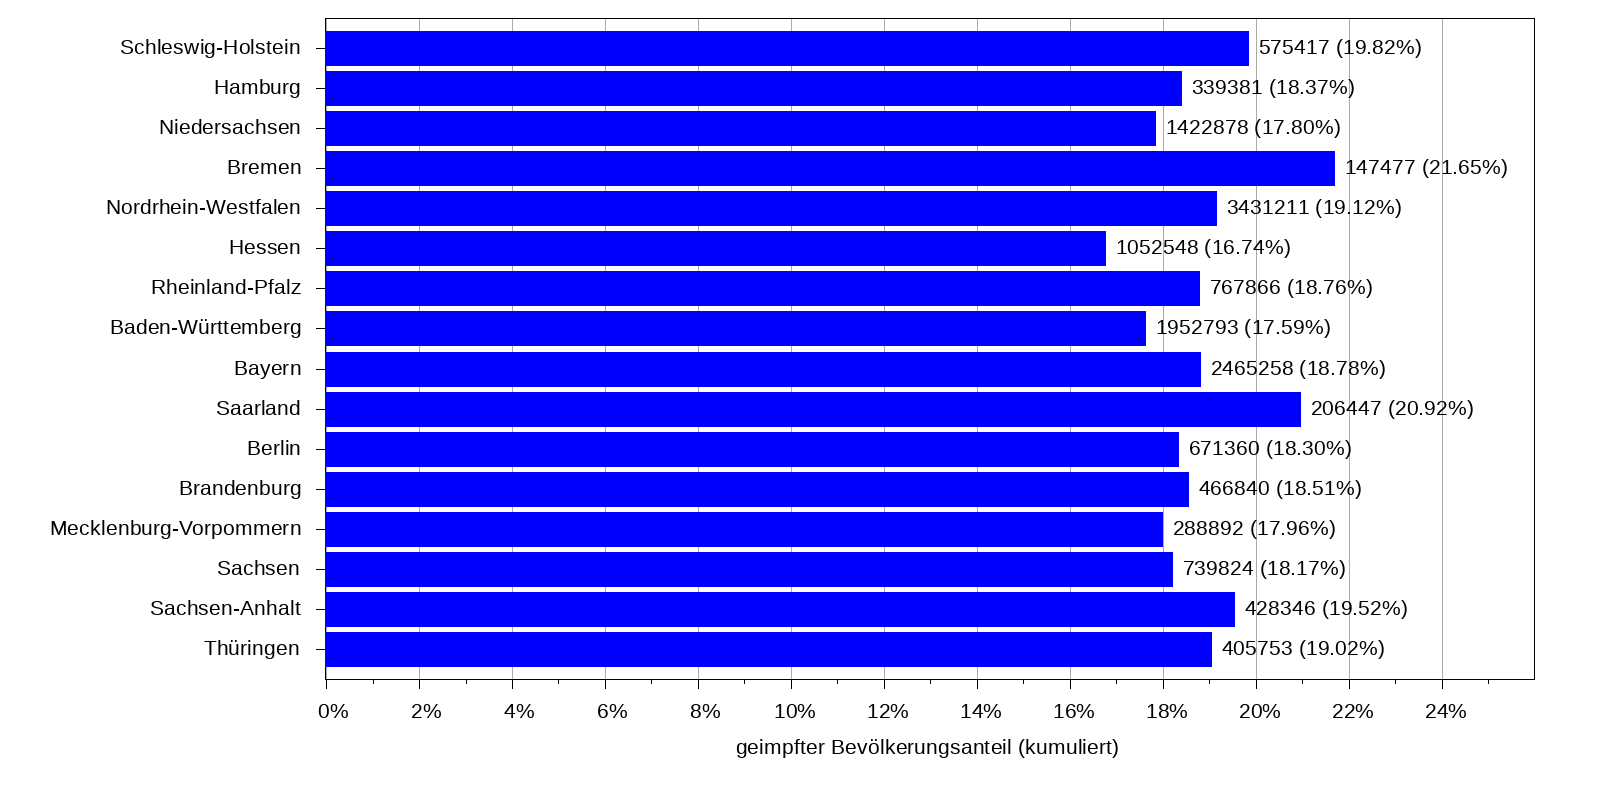 Schleswig-Holstein 575417 (19.82%)
Hamburg 339381 (18.37%)
Niedersachsen 1422878 (17.80%)
Bremen 147477 (21.65%)
Nordrhein-Westfalen 3431211 (19.12%)
Hessen 1052548 (16.74%)
Rheinland-Pfalz 767866 (18.76%)
Baden-Württemberg 1952793 (17.59%)
Bayern 2465258 (18.78%)
Saarland 206447 (20.92%)
Berlin 671360 (18.30%)
Brandenburg 466840 (18.51%)
Mecklenburg-Vorpommern 288892 (17.96%)
Sachsen 739824 (18.17%)
Sachsen-Anhalt 428346 (19.52%)
Thüringen 405753 (19.02%)
0% 2% 4% 6% 8% 10% 12% 14% 16% 18% 20% 22% 24%
geimpfter Bevölkerungsanteil (kumuliert)